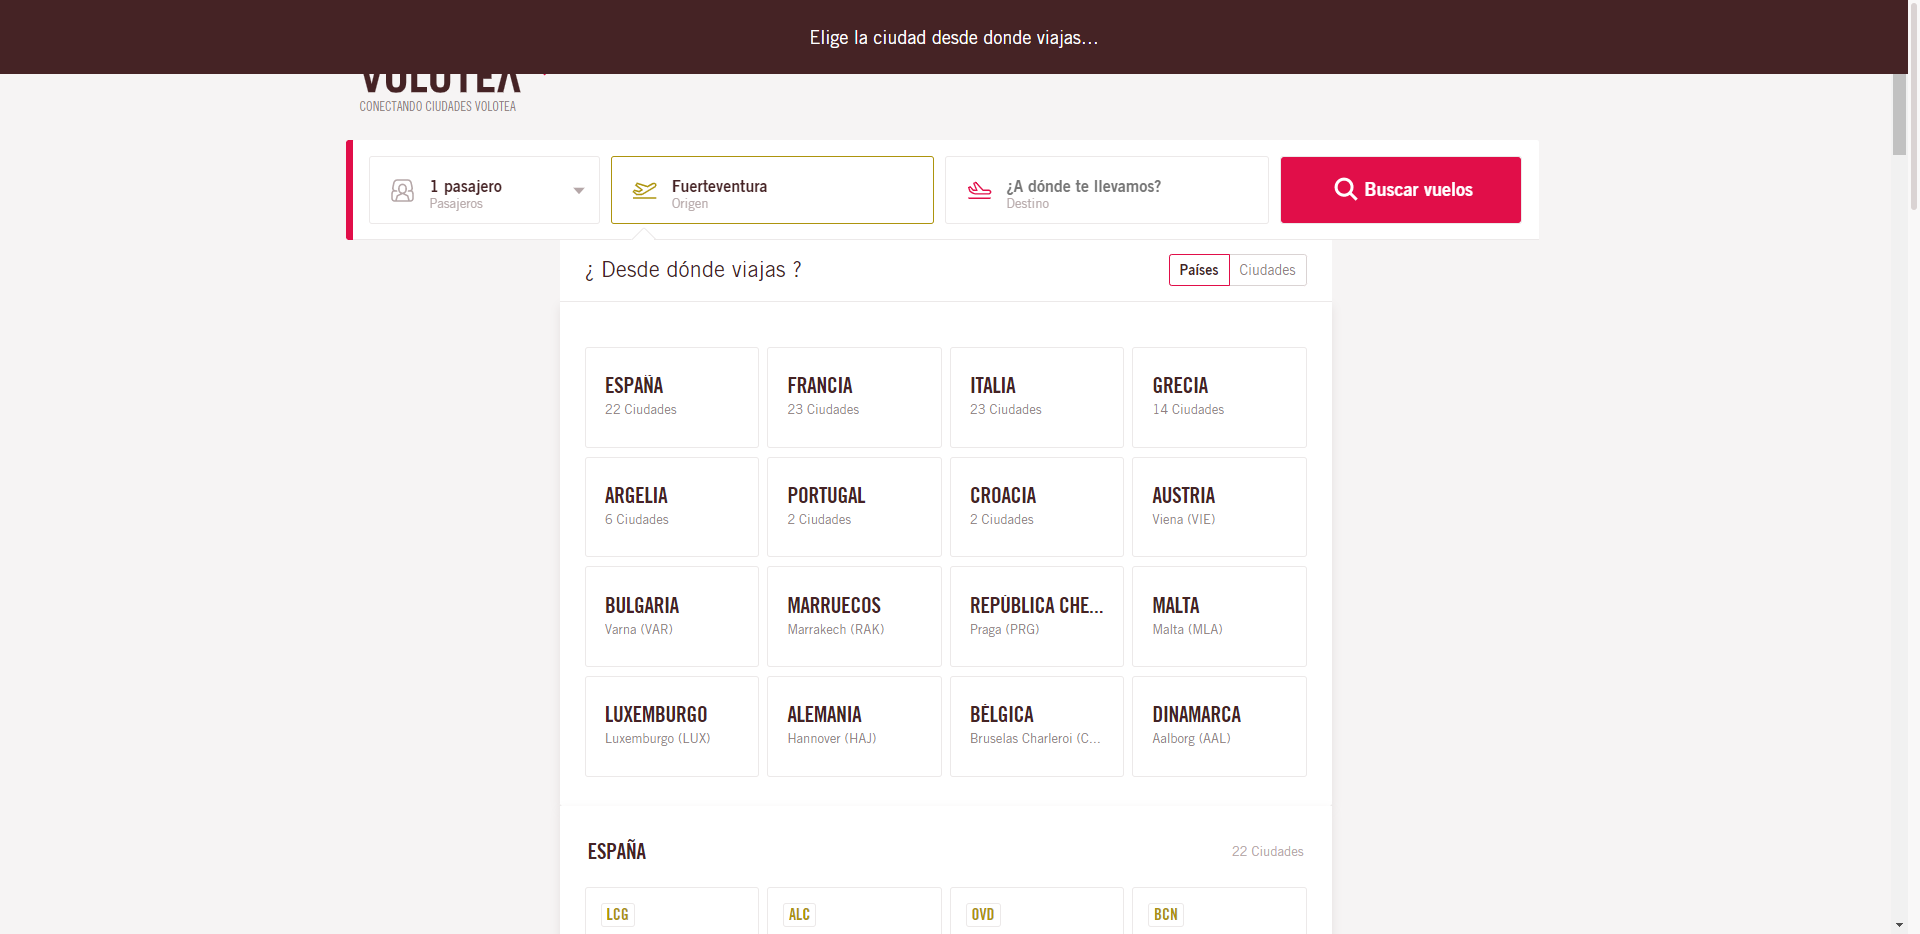 Elige la ciudad desde donde viajas...
VOLOTEA
CONECTANDO CIUDADES VOLOTEA
1 pasajero
Pasajeros
Fuerteventura
Origen
¿A dónde te llevamos?
Destino
Buscar vuelos
¿ Desde dónde viajas ?
Países
Ciudades
ESPAÑA
22 Ciudades
FRANCIA
23 Ciudades
ITALIA
23 Ciudades
GRECIA
14 Ciudades
ARGELIA
6 Ciudades
PORTUGAL
2 Ciudades
CROACIA
2 Ciudades
AUSTRIA
Viena (VIE)
BULGARIA
Varna (VAR)
MARRUECOS
Marrakech (RAK)
REPÚBLICA CHE...
Praga (PRG)
MALTA
Malta (MLA)
LUXEMBURGO
Luxemburgo (LUX)
ALEMANIA
Hannover (HAJ)
BÉLGICA
Bruselas Charleroi (C...
DINAMARCA
Aalborg (AAL)
ESPAÑA
22 Ciudades
LCG
ALC
OVD
BCN